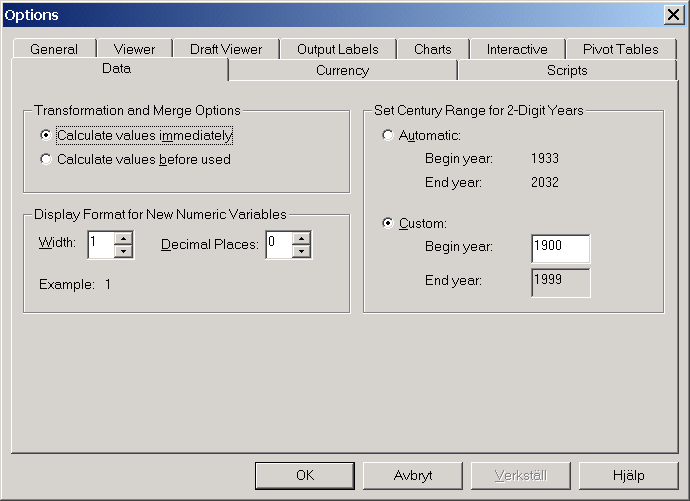 Options
General Viewer Draft Viewer Output Labels Charts Interactive Pivot Tables
Data Currency Scripts
Transformation and Merge Options
Calculate values immediately
Calculate values before used
Display Format for New Numeric Variables
Width: 1 Decimal Places: 0
Example: 1
Set Century Range for 2-Digit Years
Automatic:
Begin year: 1933
End year: 2032
Custom:
Begin year: 1900
End year: 1999
OK Avbryt Verkställ Hjälp